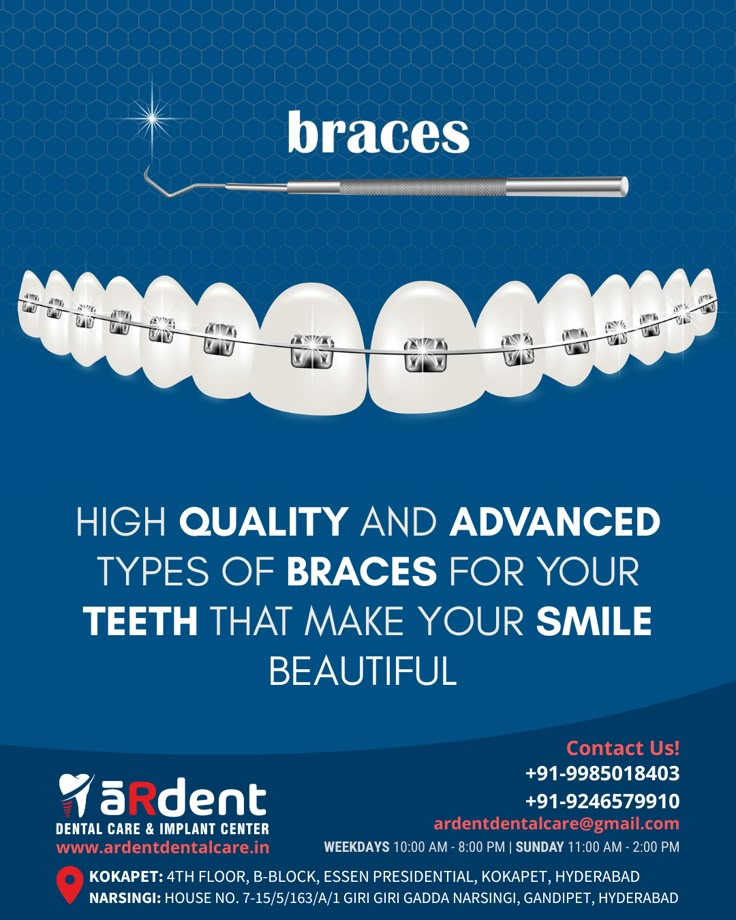 braces
HIGH QUALITY AND ADVANCED
TYPES OF BRACES FOR YOUR
TEETH THAT MAKE YOUR SMILE
BEAUTIFUL
Contact Us!
+91-9985018403
+91-9246579910
ardentdentalcare@gmail.com
WEEKDAYS 10:00 AM - 8:00 PM | SUNDAY 11:00 AM - 2:00 PM
āRdent
DENTAL CARE & IMPLANT CENTER
www.ardentdentalcare.in
KOKAPET: 4TH FLOOR, B-BLOCK, ESSEN PRESIDENTIAL, KOKAPET, HYDERABAD
NARSINGI: HOUSE NO. 7-15/5/163/A/1 GIRI GIRI GADDA NARSINGI, GANDIPET, HYDERABAD